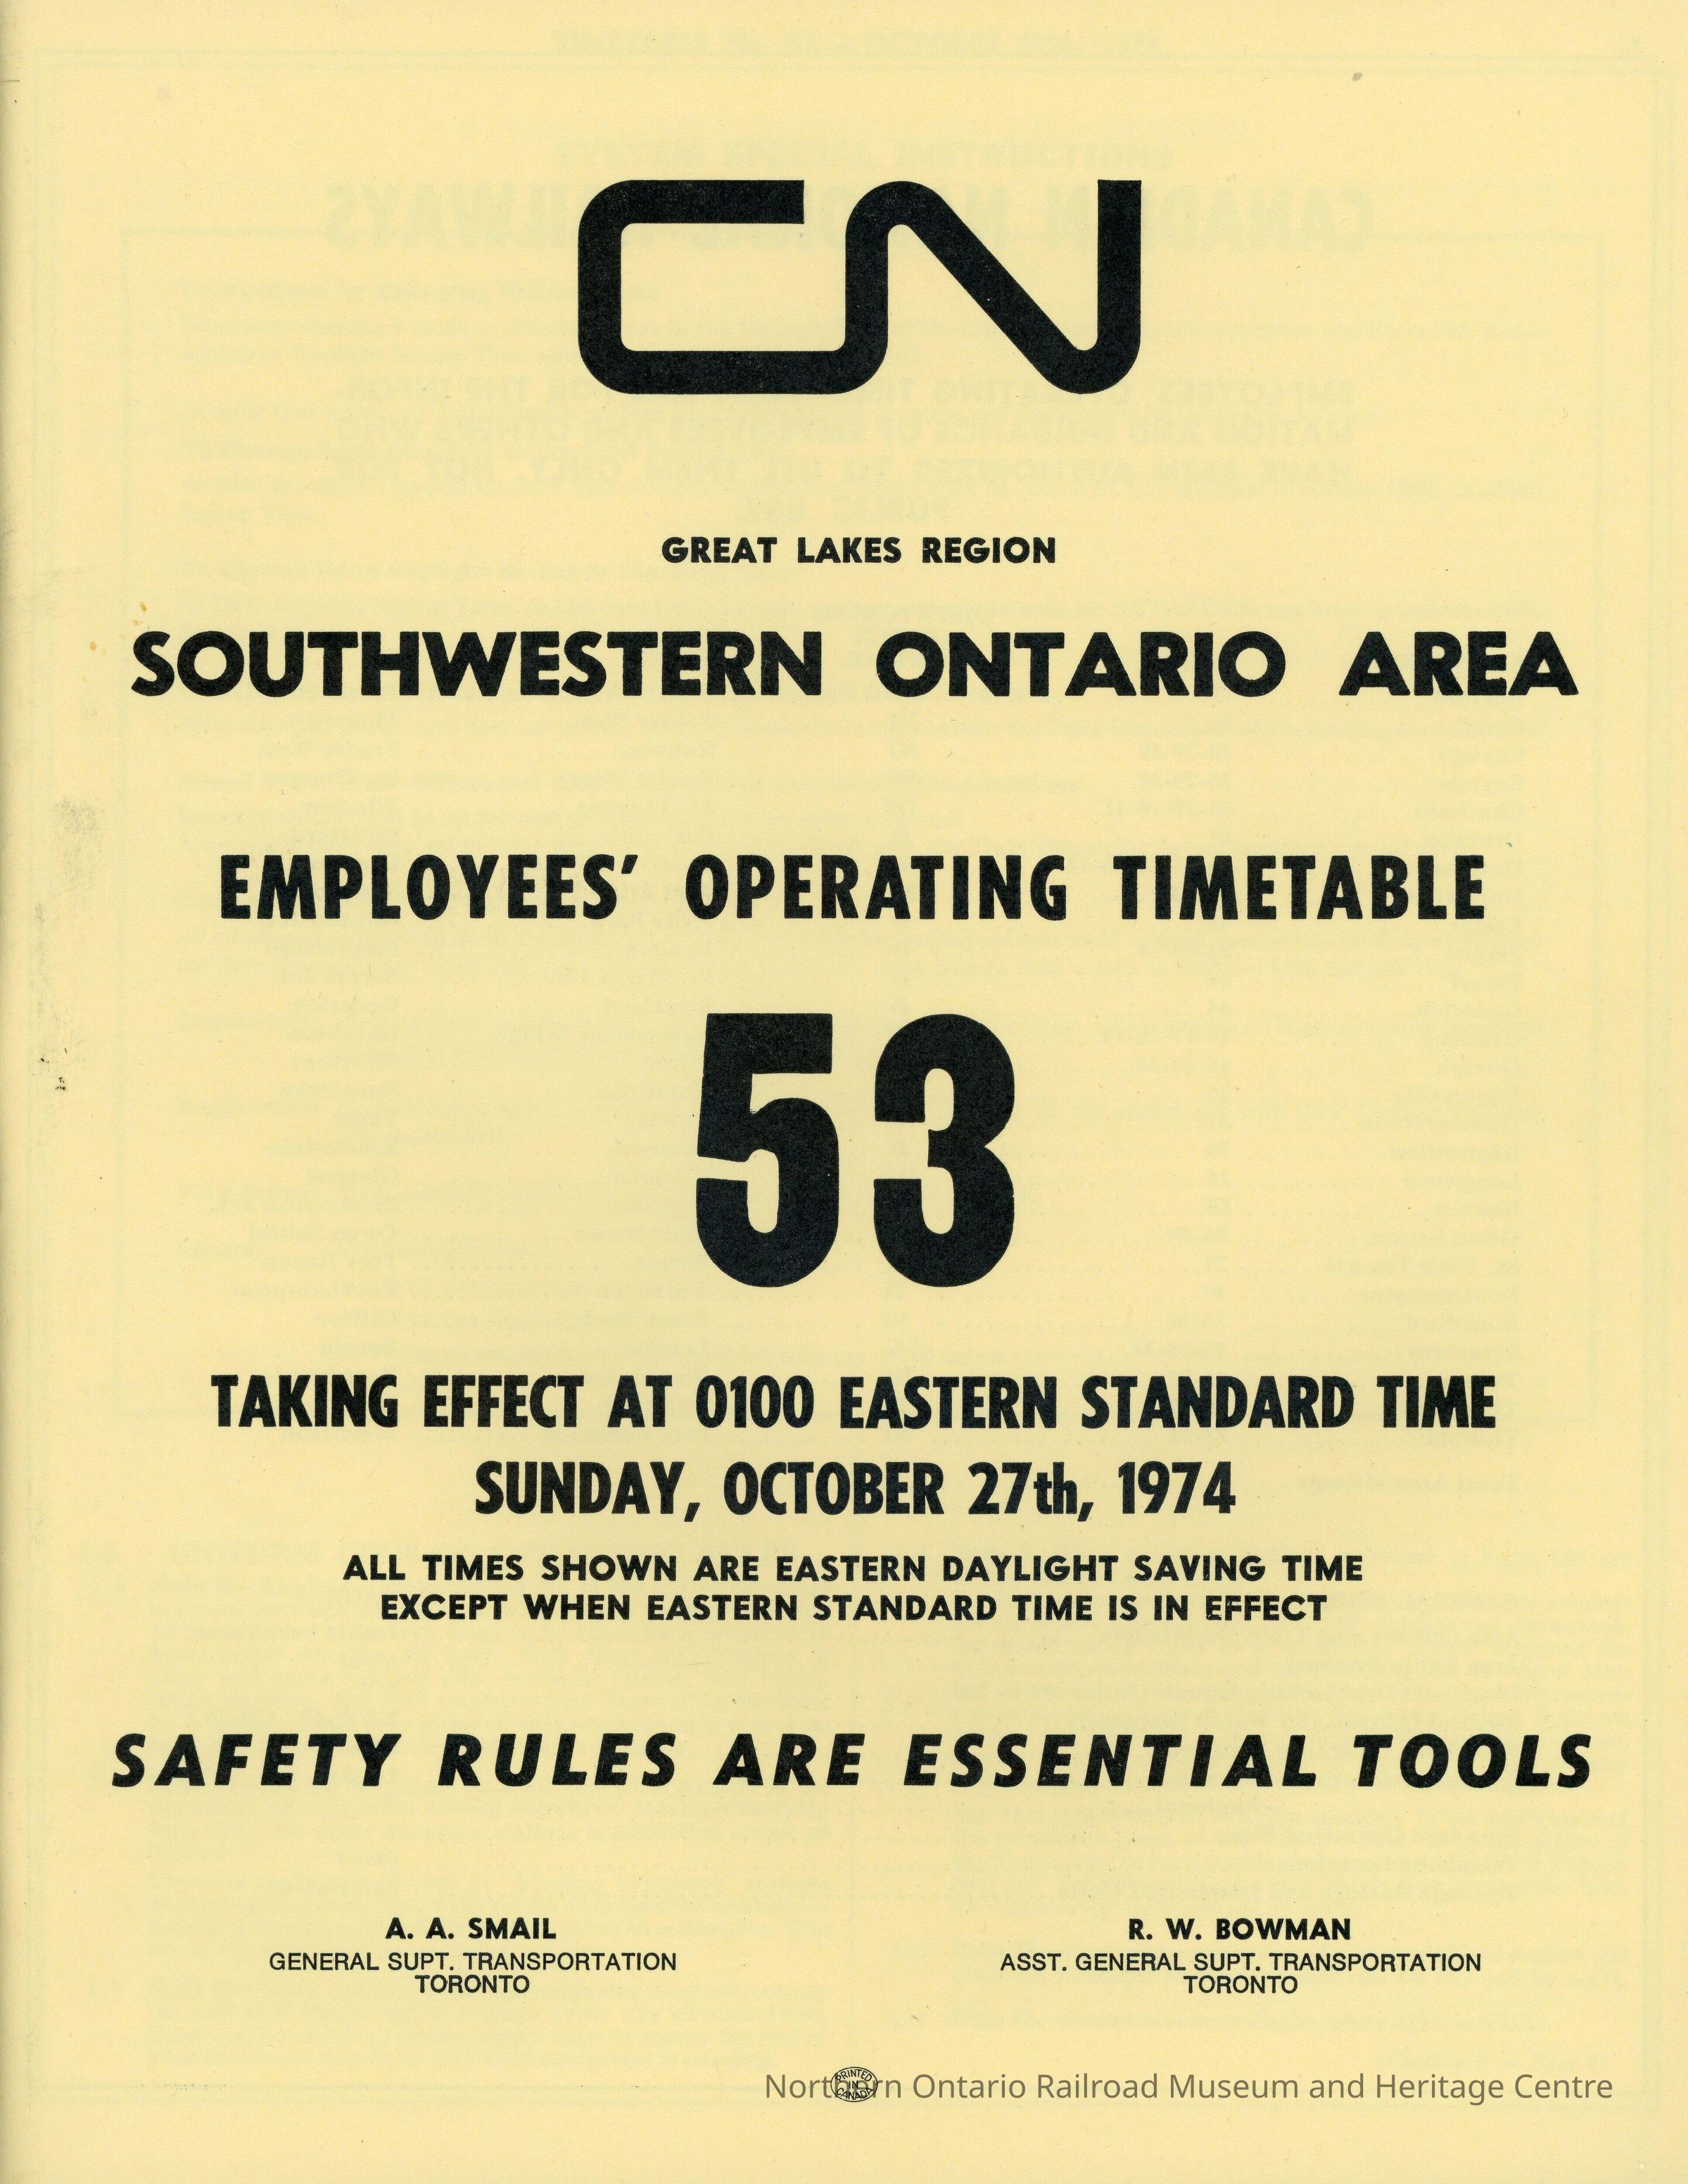 CN
GREAT LAKES REGION
SOUTHWESTERN ONTARIO AREA
EMPLOYEES' OPERATING TIMETABLE
53
TAKING EFFECT AT 0100 EASTERN STANDARD TIME
SUNDAY, OCTOBER 27th, 1974
ALL TIMES SHOWN ARE EASTERN DAYLIGHT SAVING TIME
EXCEPT WHEN EASTERN STANDARD TIME IS IN EFFECT
SAFETY RULES ARE ESSENTIAL TOOLS
A. A. SMAIL
GENERAL SUPT. TRANSPORTATION
TORONTO
R. W. BOWMAN
ASST. GENERAL SUPT. TRANSPORTATION
TORONTO
PRINTED
IN
CANADA
Northern Ontario Railroad Museum and Heritage Centre